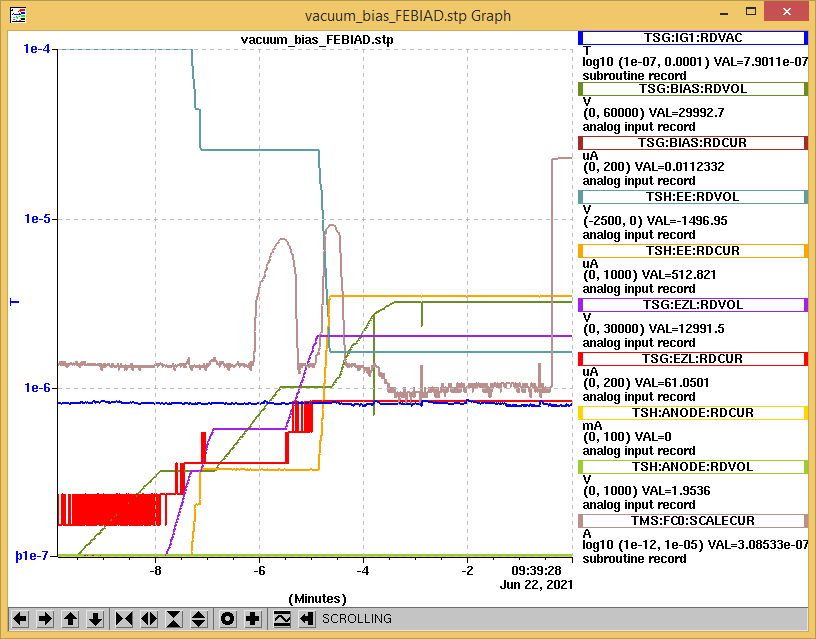 vacuum_bias_FEBIAD.stp Graph
vacuum_bias_FEBIAD.stp
1e-4
1e-5
T
1e-6
1e-7
-8
-6
-4
-2
09:39:28
Jun 22, 2021
(Minutes)
TSG:IG1:RDVAC
T
log10 (1e-07, 0.0001) VAL=7.9011e-07
subroutine record
TSG:BIAS:RDVOL
V
(0, 60000) VAL=29992.7
analog input record
TSG:BIAS:RDCUR
uA
(0, 200) VAL=0.0112332
analog input record
TSH:EE:RDVOL
V
(-2500, 0) VAL=-1496.95
analog input record
TSH:EE:RDCUR
uA
(0, 1000) VAL=512.821
analog input record
TSG:EZL:RDVOL
V
(0, 30000) VAL=12991.5
analog input record
TSG:EZL:RDCUR
uA
(0, 200) VAL=61.0501
analog input record
TSH:ANODE:RDCUR
mA
(0, 100) VAL=0
analog input record
TSH:ANODE:RDVOL
V
(0, 1000) VAL=1.9536
analog input record
TMS:FC0:SCALECUR
A
log10 (1e-12, 1e-05) VAL=3.08533e-07
subroutine record
SCROLLING